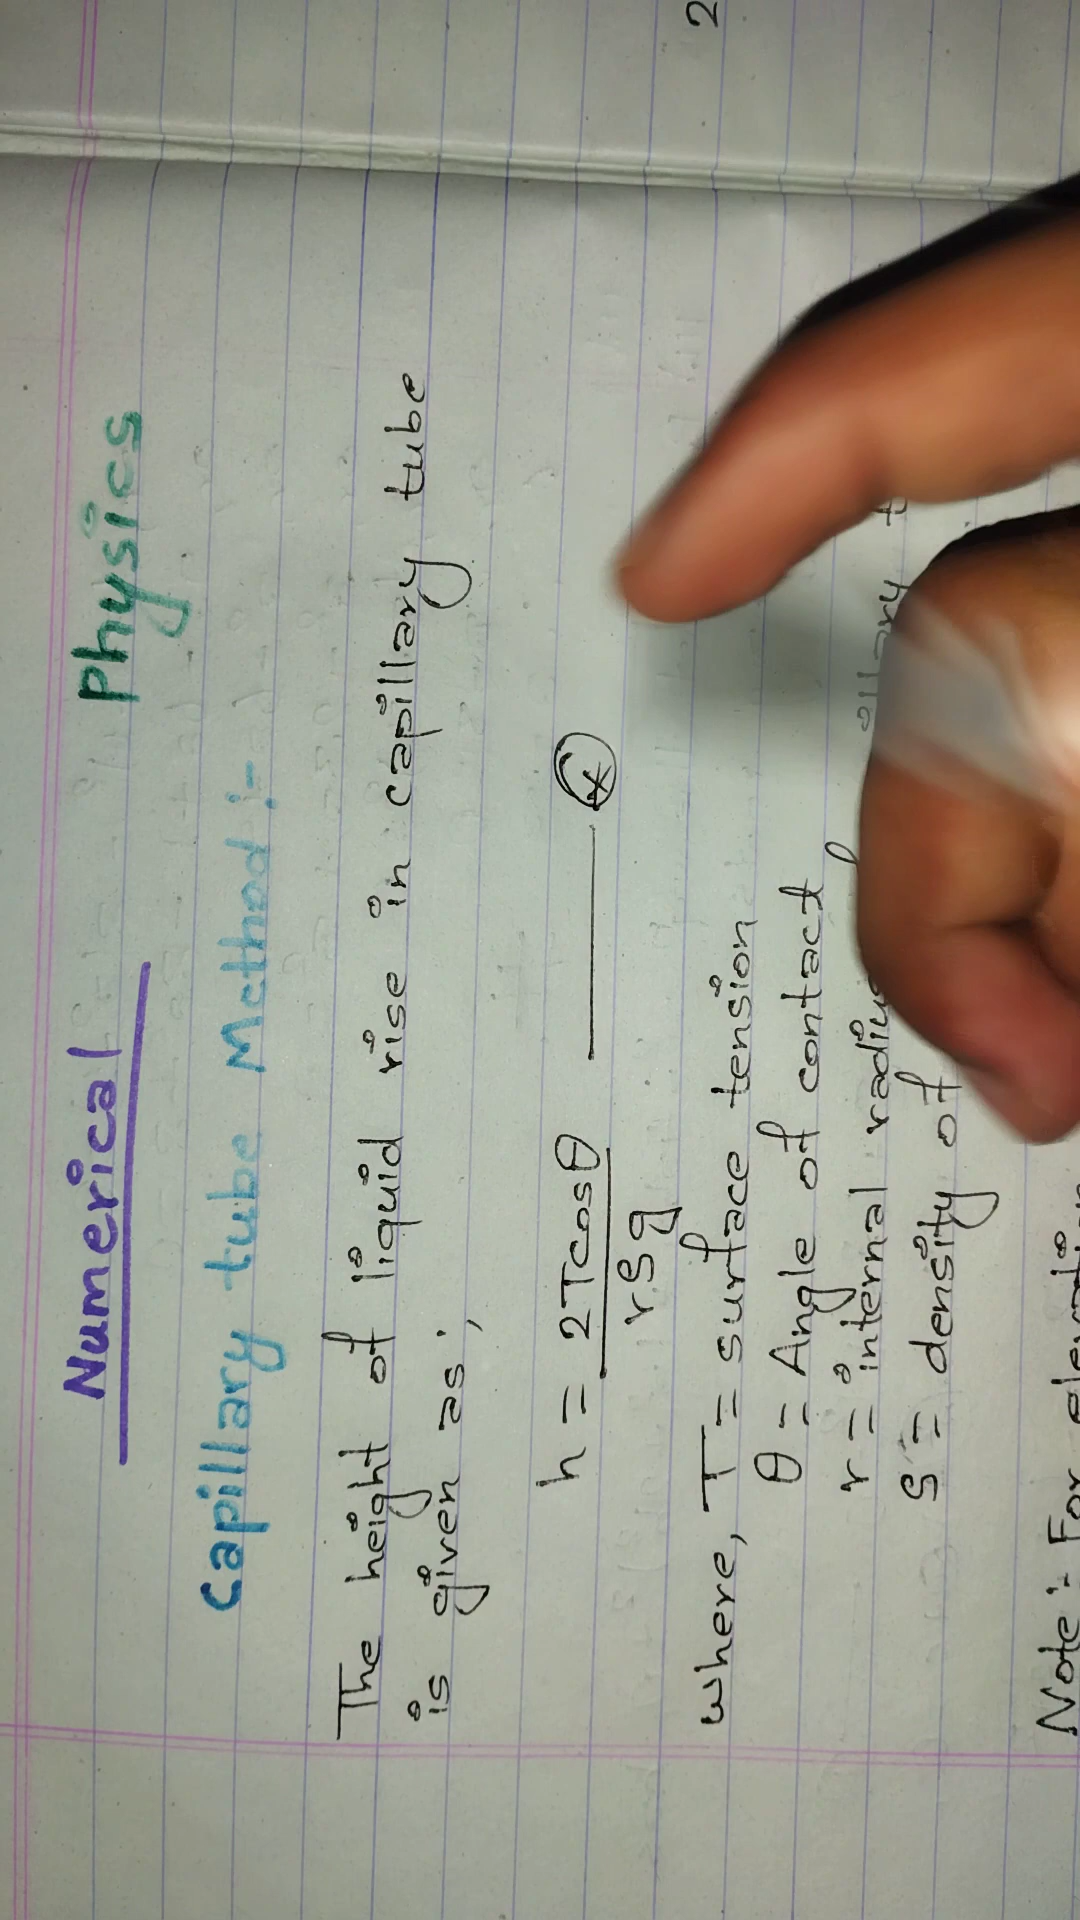 Numerical
Physics
Capillary tube Method :-
The height of liquid rise in capillary tube
is given as ;
h = 2Tcosθ / rρg ——— *
where, T = surface tension
θ = Angle of contact
r = internal
ρ = density of
Note : For
2